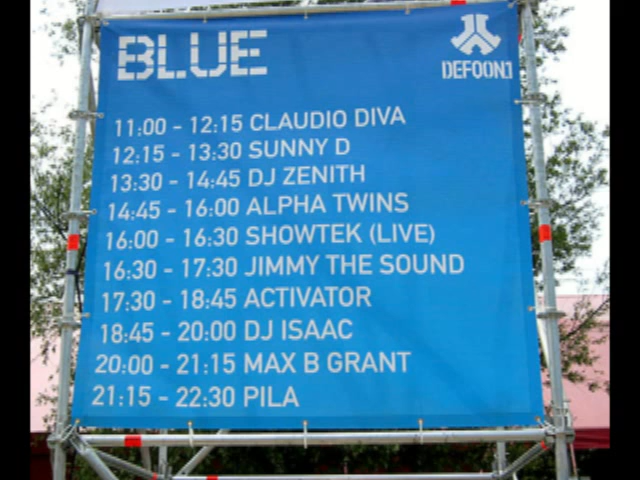 BLUE
DEFQON1
11:00 - 12:15 CLAUDIO DIVA
12:15 - 13:30 SUNNY D
13:30 - 14:45 DJ ZENITH
14:45 - 16:00 ALPHA TWINS
16:00 - 16:30 SHOWTEK (LIVE)
16:30 - 17:30 JIMMY THE SOUND
17:30 - 18:45 ACTIVATOR
18:45 - 20:00 DJ ISAAC
20:00 - 21:15 MAX B GRANT
21:15 - 22:30 PILA